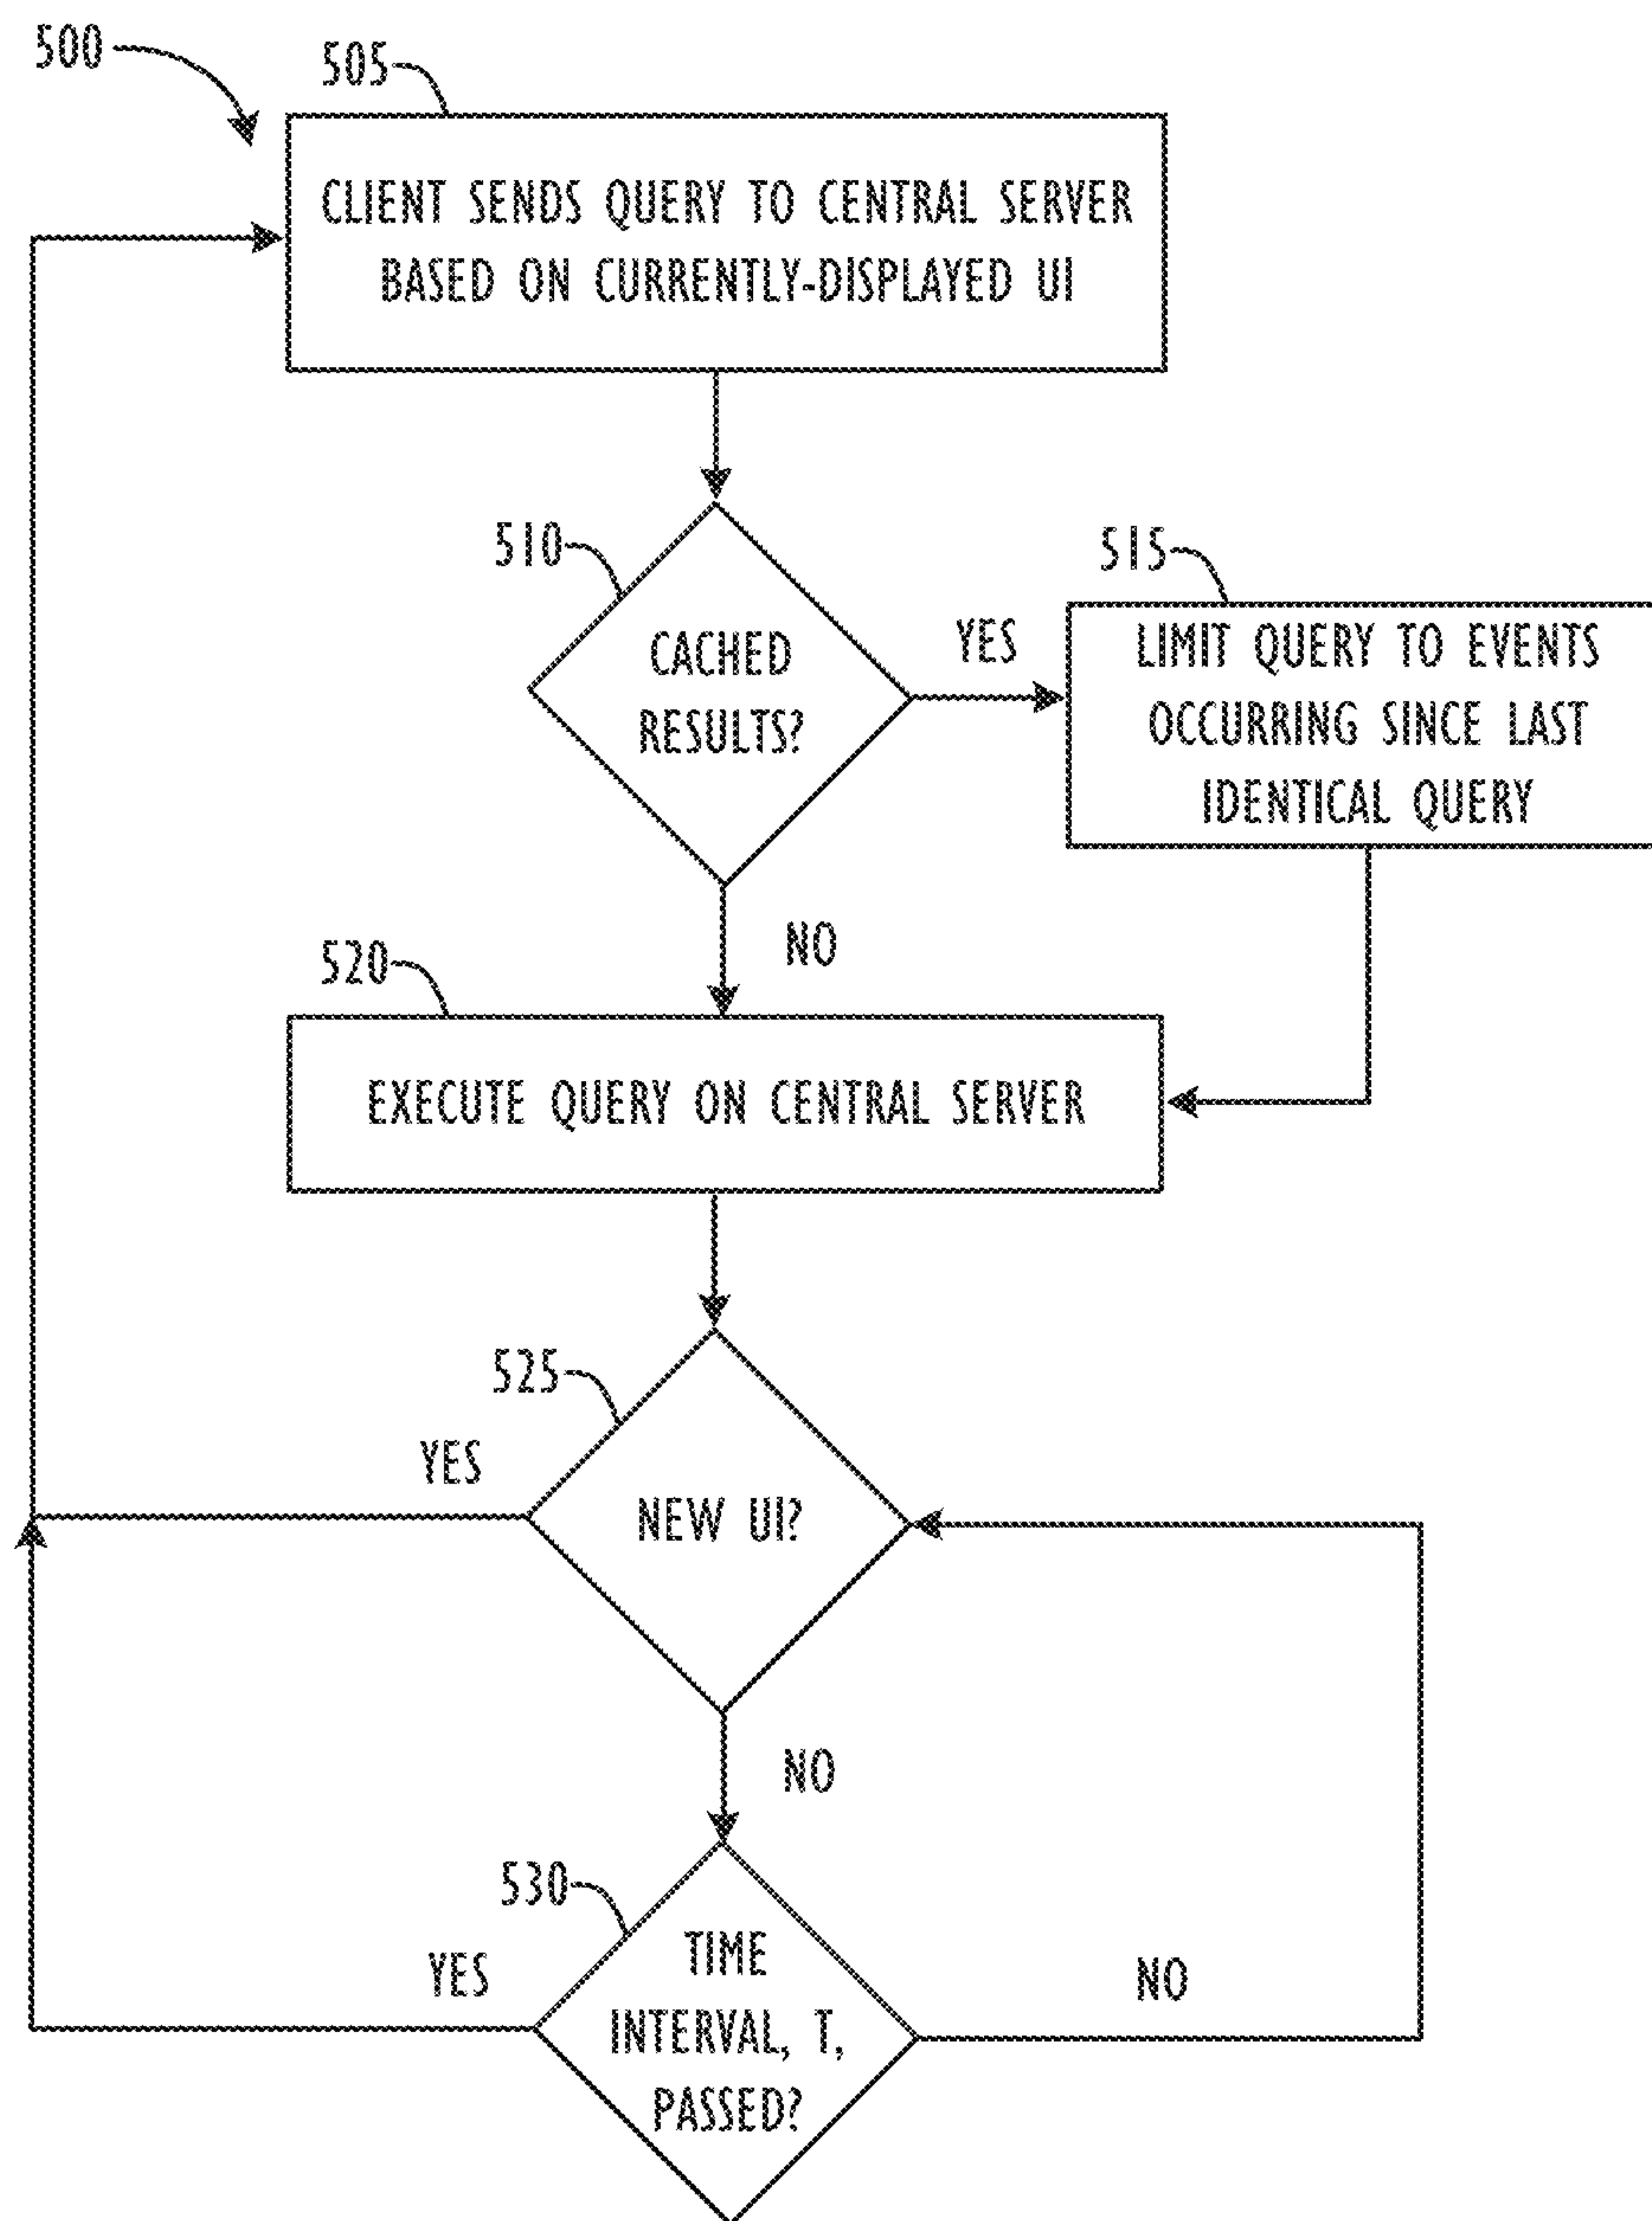 500
505
CLIENT SENDS QUERY TO CENTRAL SERVER
BASED ON CURRENTLY-DISPLAYED UI
510
CACHED
RESULTS?
YES
515
LIMIT QUERY TO EVENTS
OCCURRING SINCE LAST
IDENTICAL QUERY
NO
520
EXECUTE QUERY ON CENTRAL SERVER
525
YES
NEW UI?
NO
530
YES
TIME
INTERVAL, T,
PASSED?
NO